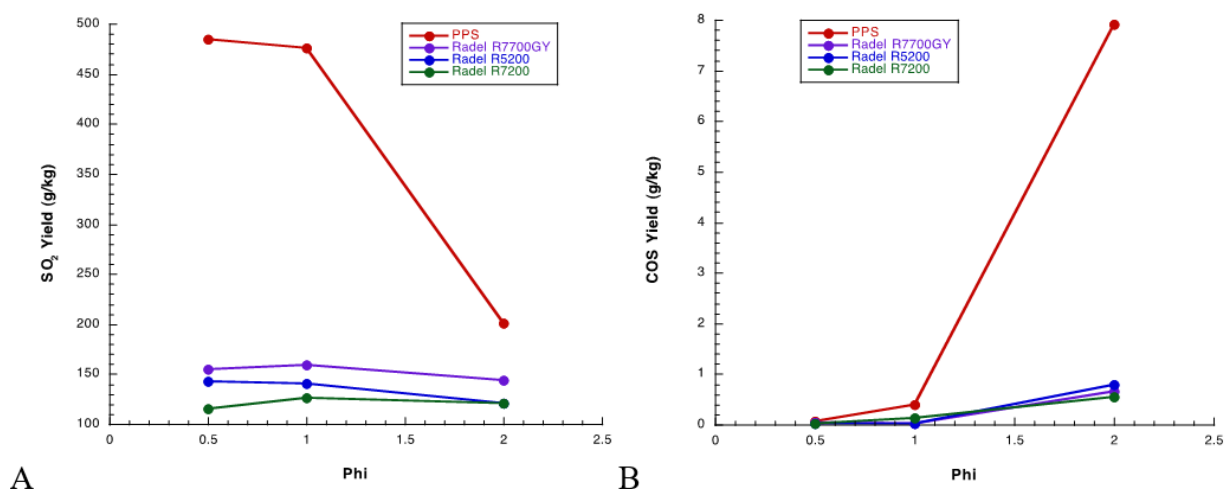 500
450
400
350
300
250
200
150
100
SO2 Yield (g/kg)
PPS
Radel R7700GY
Radel R5200
Radel R7200
0
0.5
1
1.5
2
2.5
Phi
A
8
7
6
5
4
3
2
1
0
COS Yield (g/kg)
PPS
Radel R7700GY
Radel R5200
Radel R7200
0
0.5
1
1.5
2
2.5
Phi
B